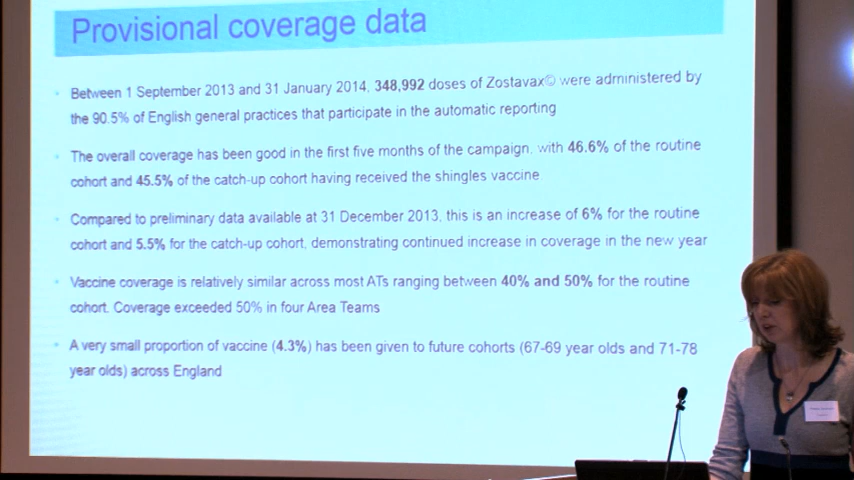 Provisional coverage data
Between 1 September 2013 and 31 January 2014, 348,992 doses of Zostavax© were administered by
the 90.5% of English general practices that participate in the automatic reporting
The overall coverage has been good in the first five months of the campaign, with 46.6% of the routine
cohort and 45.5% of the catch-up cohort having received the shingles vaccine
Compared to preliminary data available at 31 December 2013, this is an increase of 6% for the routine
cohort and 5.5% for the catch-up cohort, demonstrating continued increase in coverage in the new year
Vaccine coverage is relatively similar across most ATs ranging between 40% and 50% for the routine
cohort. Coverage exceeded 50% in four Area Teams
A very small proportion of vaccine (4.3%) has been given to future cohorts (67-69 year olds and 71-78
year olds) across England